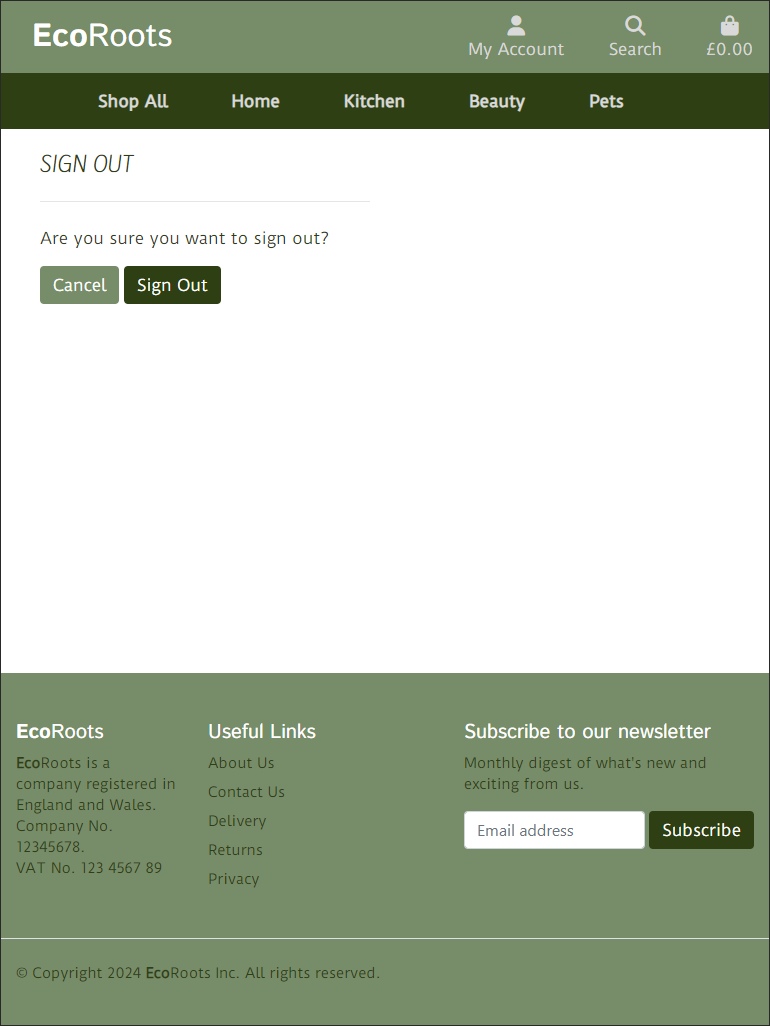 EcoRoots
My Account
Search
£0.00
Shop All
Home
Kitchen
Beauty
Pets
SIGN OUT
Are you sure you want to sign out?
Cancel
Sign Out
EcoRoots
EcoRoots is a
company registered in
England and Wales.
Company No.
12345678.
VAT No. 123 4567 89
Useful Links
About Us
Contact Us
Delivery
Returns
Privacy
Subscribe to our newsletter
Monthly digest of what's new and
exciting from us.
Email address
Subscribe
© Copyright 2024 EcoRoots Inc. All rights reserved.